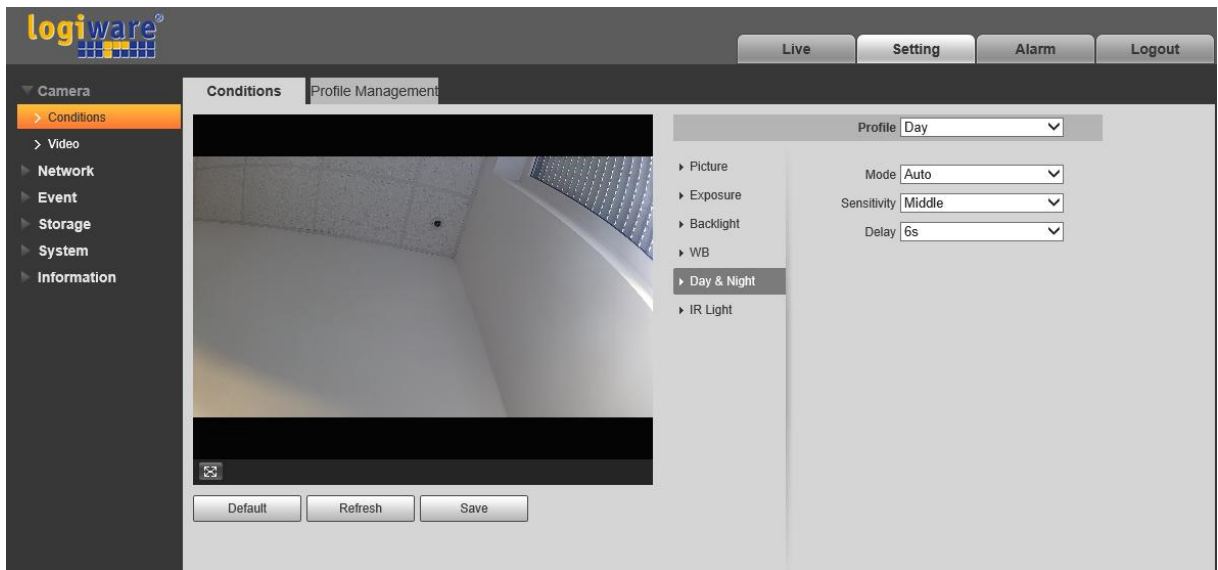 logiware®
Live Setting Alarm Logout
Camera
Conditions
Video
Network
Event
Storage
System
Information
Conditions Profile Management
Profile Day
Picture
Exposure
Backlight
WB
Day & Night
IR Light
Mode Auto
Sensitivity Middle
Delay 6s
Default Refresh Save